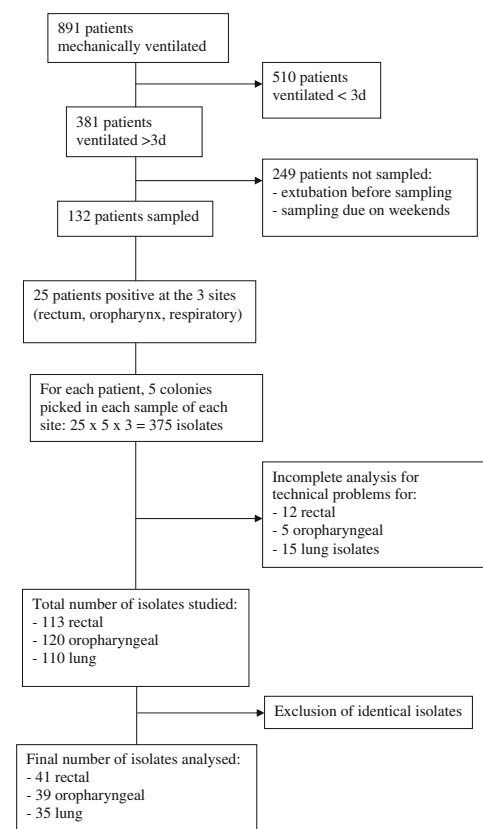 891 patients
mechanically ventilated
510 patients
ventilated < 3d
381 patients
ventilated >3d
249 patients not sampled:
- extubation before sampling
- sampling due on weekends
132 patients sampled
25 patients positive at the 3 sites
(rectum, oropharynx, respiratory)
For each patient, 5 colonies
picked in each sample of each
site: 25 x 5 x 3 = 375 isolates
Incomplete analysis for
technical problems for:
- 12 rectal
- 5 oropharyngeal
- 15 lung isolates
Total number of isolates studied:
- 113 rectal
- 120 oropharyngeal
- 110 lung
Exclusion of identical isolates
Final number of isolates analysed:
- 41 rectal
- 39 oropharyngeal
- 35 lung